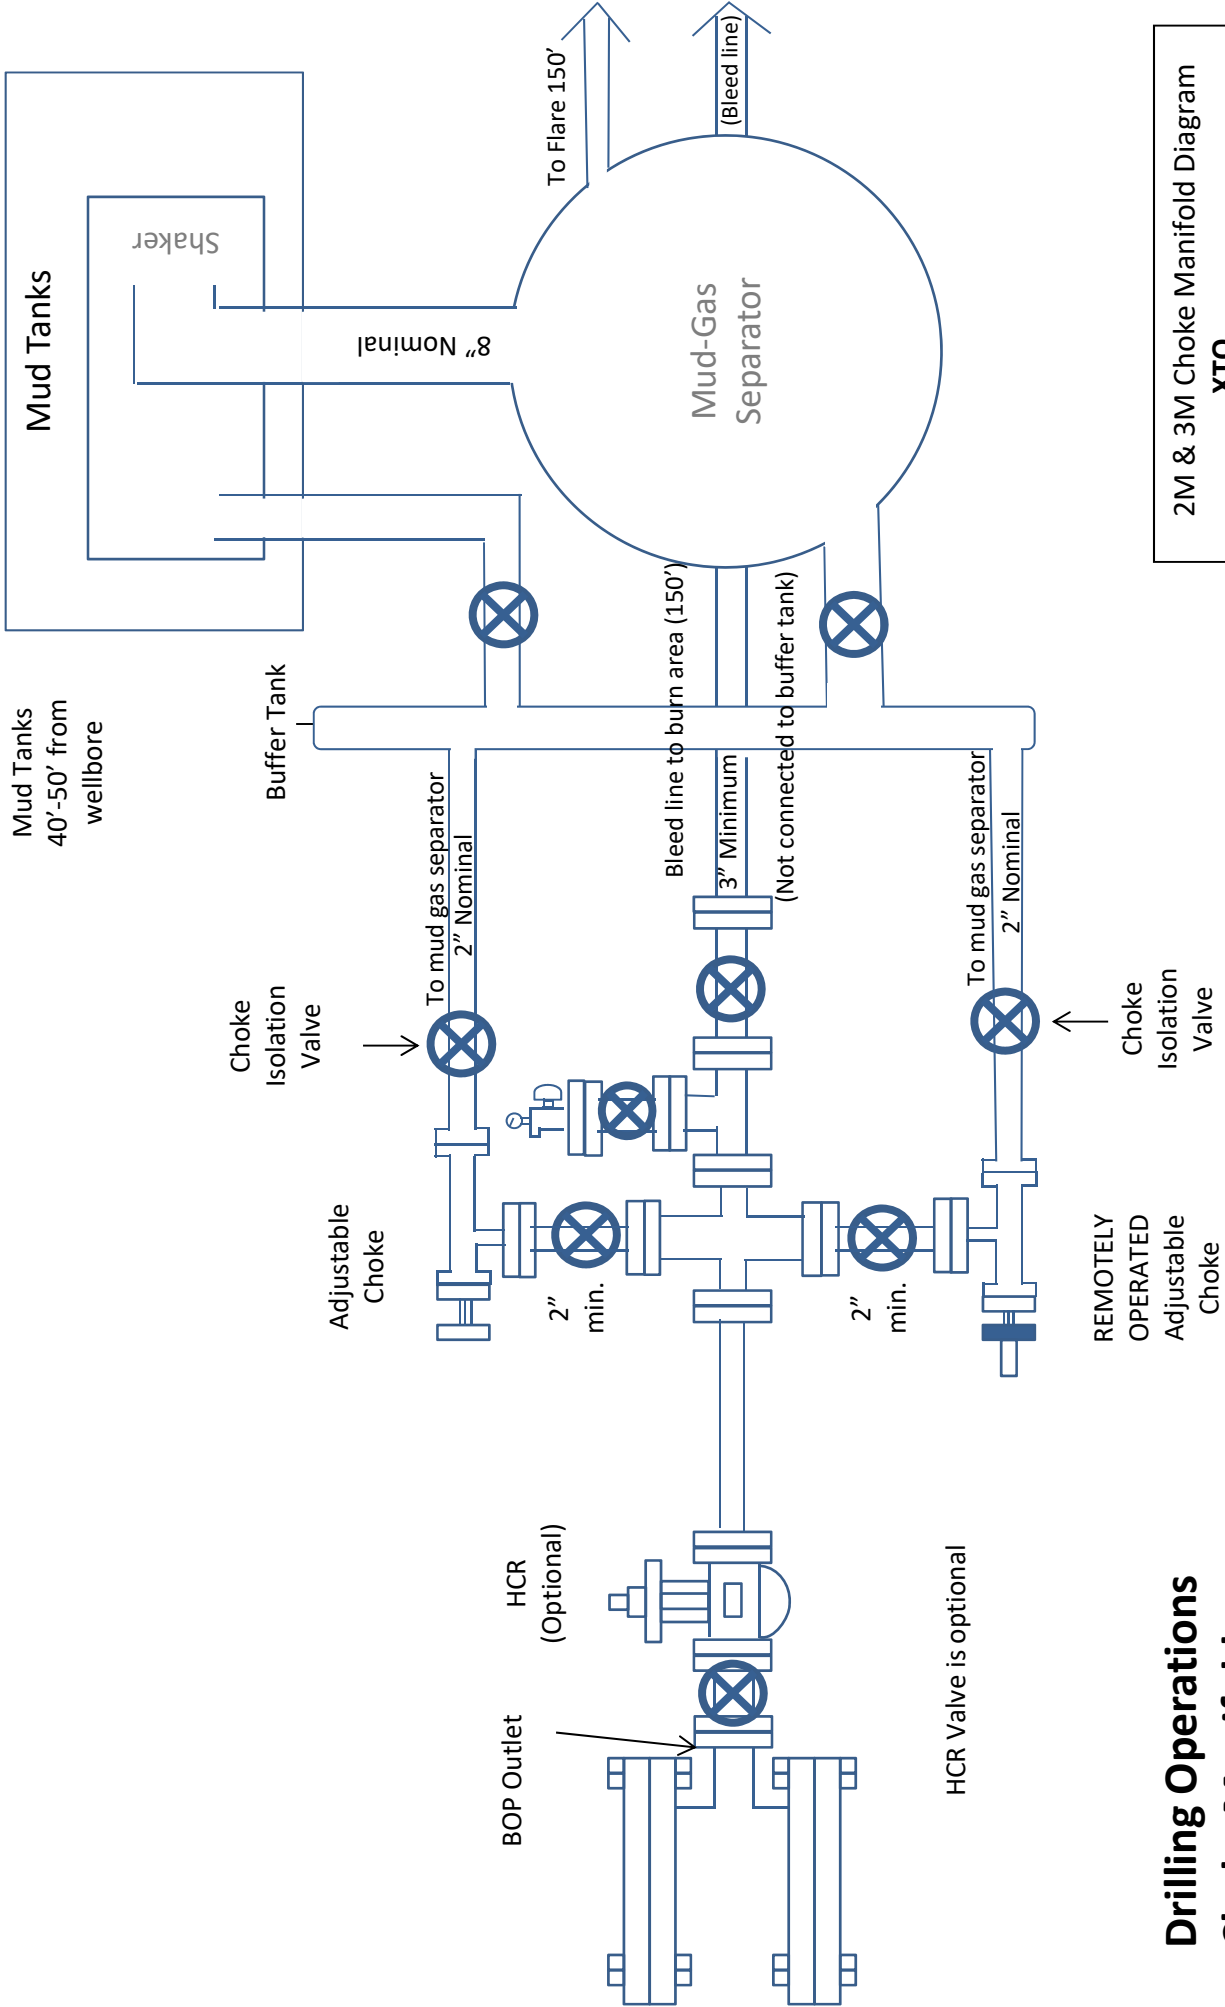 Mud Tanks
40’-50’ from
wellbore
Mud Tanks
Shaker
8” Nominal
To Flare 150’
(Bleed line)
Mud-Gas
Separator
Buffer Tank
Bleed line to burn area (150’)
3” Minimum
(Not connected to buffer tank)
To mud gas separator
2” Nominal
To mud gas separator
2” Nominal
Choke
Isolation
Valve
Choke
Isolation
Valve
Adjustable
Choke
2”
min.
2”
min.
REMOTELY
OPERATED
Adjustable
Choke
HCR
(Optional)
BOP Outlet
HCR Valve is optional
Drilling Operations
2M & 3M Choke Manifold Diagram
XTO